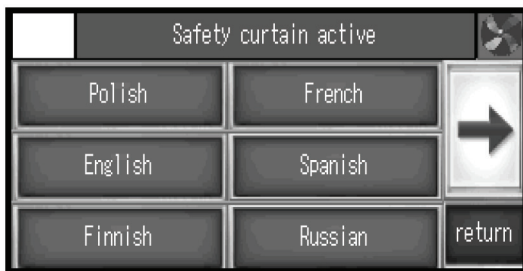 Safety curtain active
Polish French
English Spanish
Finnish Russian return